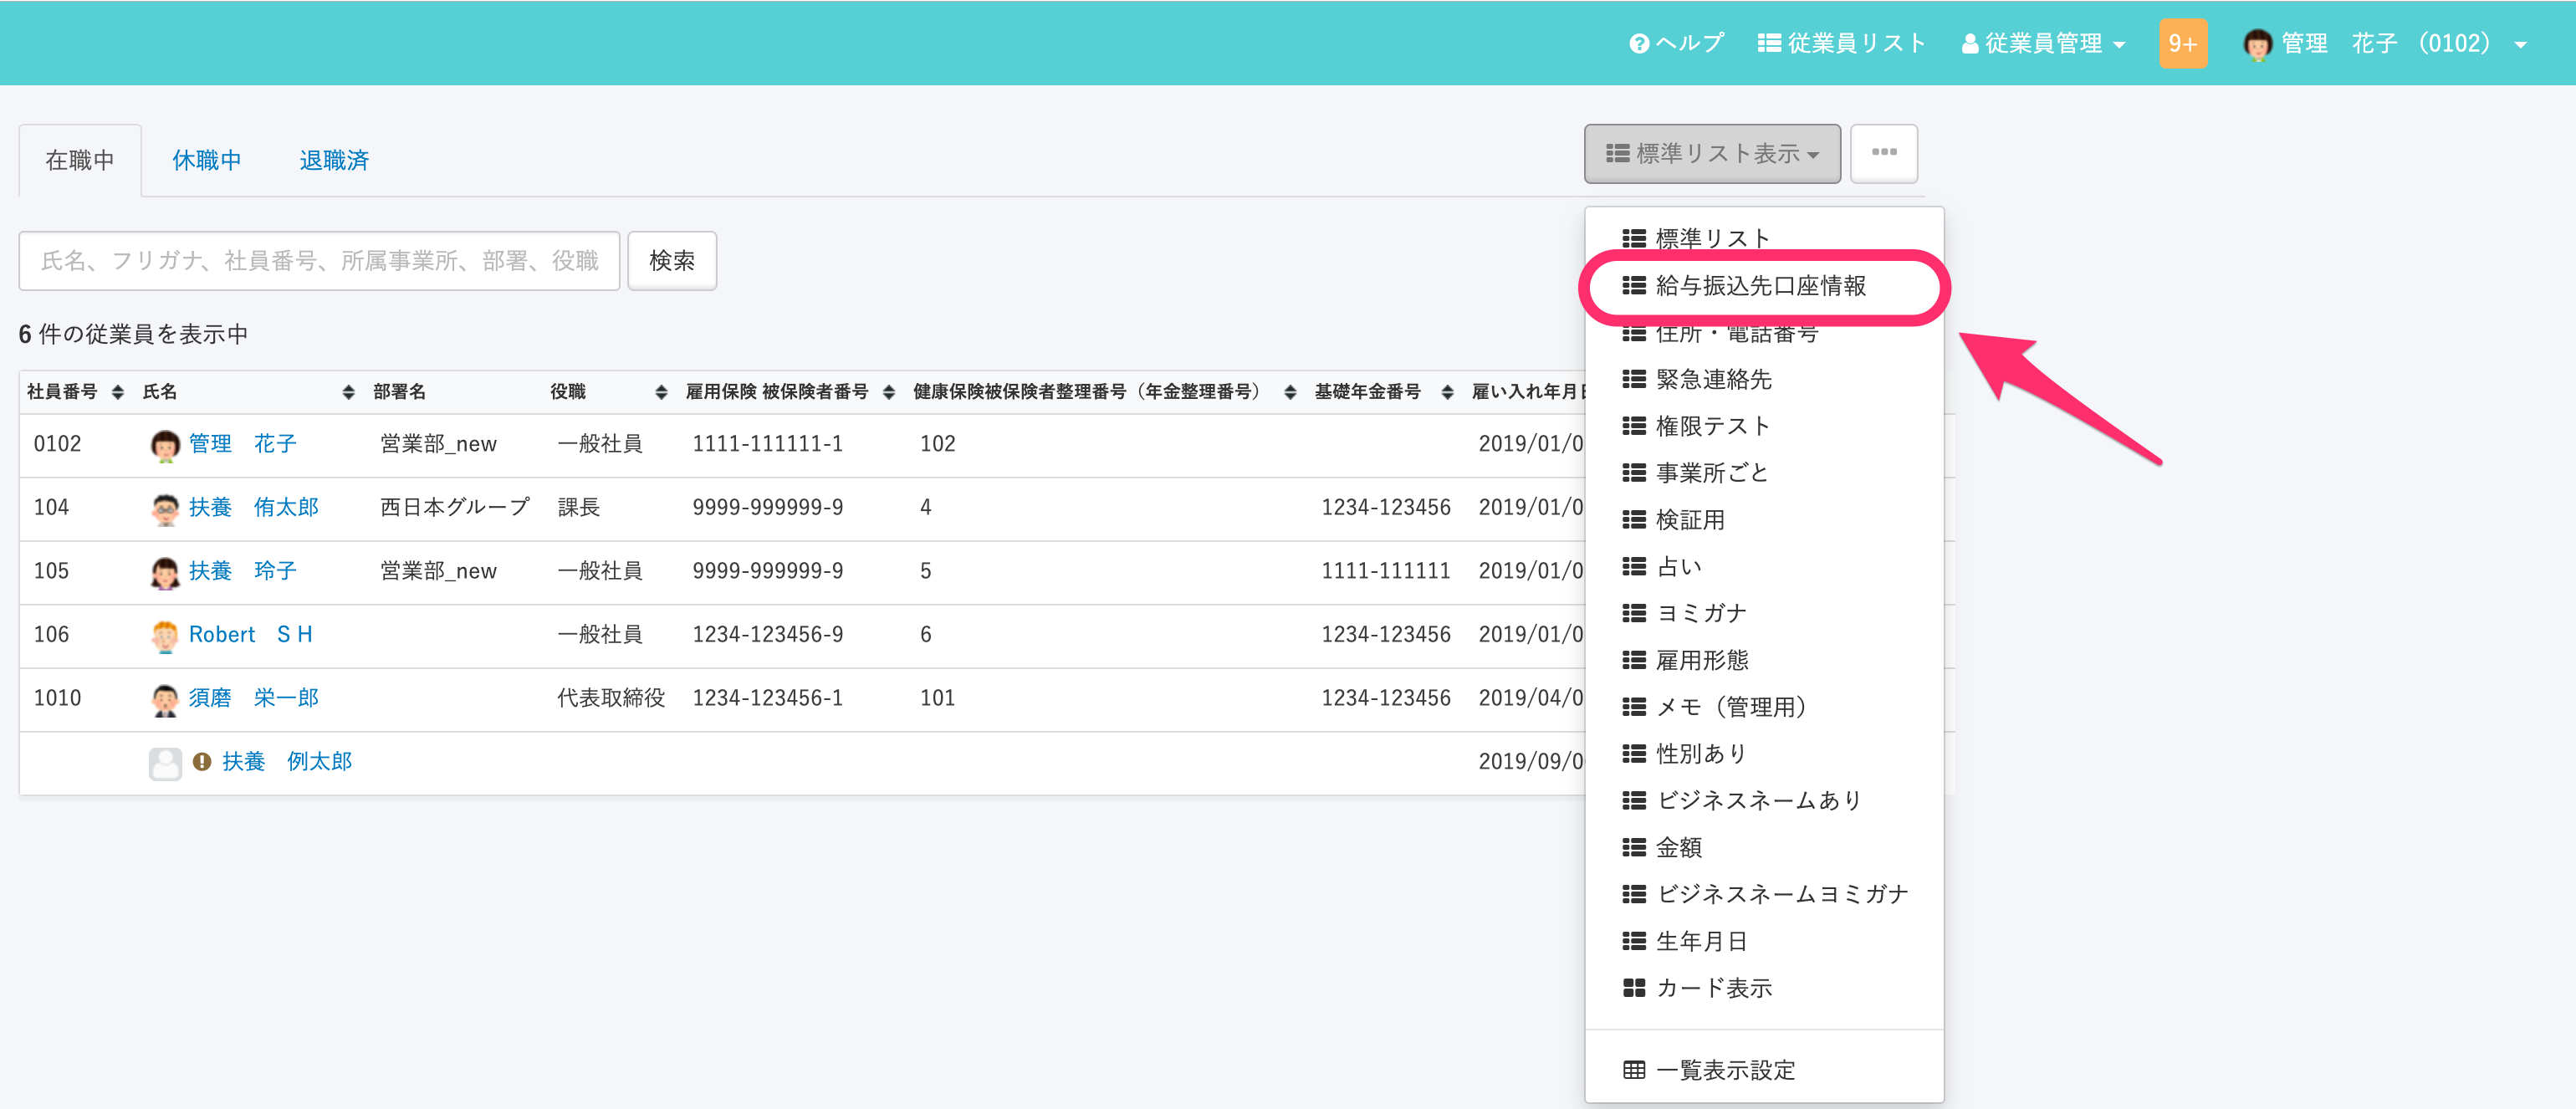 ヘルプ 従業員リスト 従業員管理 9+ 管理 花子 (0102)
在職中 休職中 退職済 標準リスト表示
氏名、フリガナ、社員番号、所属事業所、部署、役職 検索
6 件の従業員を表示中
社員番号 氏名 部署名 役職 雇用保険 被保険者番号 健康保険被保険者整理番号（年金整理番号） 基礎年金番号 雇い入れ年月
0102 管理 花子 営業部_new 一般社員 1111-111111-1 102 2019/01/0
104 扶養 侑太郎 西日本グループ 課長 9999-999999-9 4 1234-123456 2019/01/0
105 扶養 玲子 営業部_new 一般社員 9999-999999-9 5 1111-111111 2019/01/0
106 Robert S H 一般社員 1234-123456-9 6 1234-123456 2019/01/0
1010 須磨 栄一郎 代表取締役 1234-123456-1 101 1234-123456 2019/04/0
扶養 例太郎 2019/09/0
標準リスト
給与振込先口座情報
住所・電話番号
緊急連絡先
権限テスト
事業所ごと
検証用
占い
ヨミガナ
雇用形態
メモ（管理用）
性別あり
ビジネスネームあり
金額
ビジネスネームヨミガナ
生年月日
カード表示
一覧表示設定